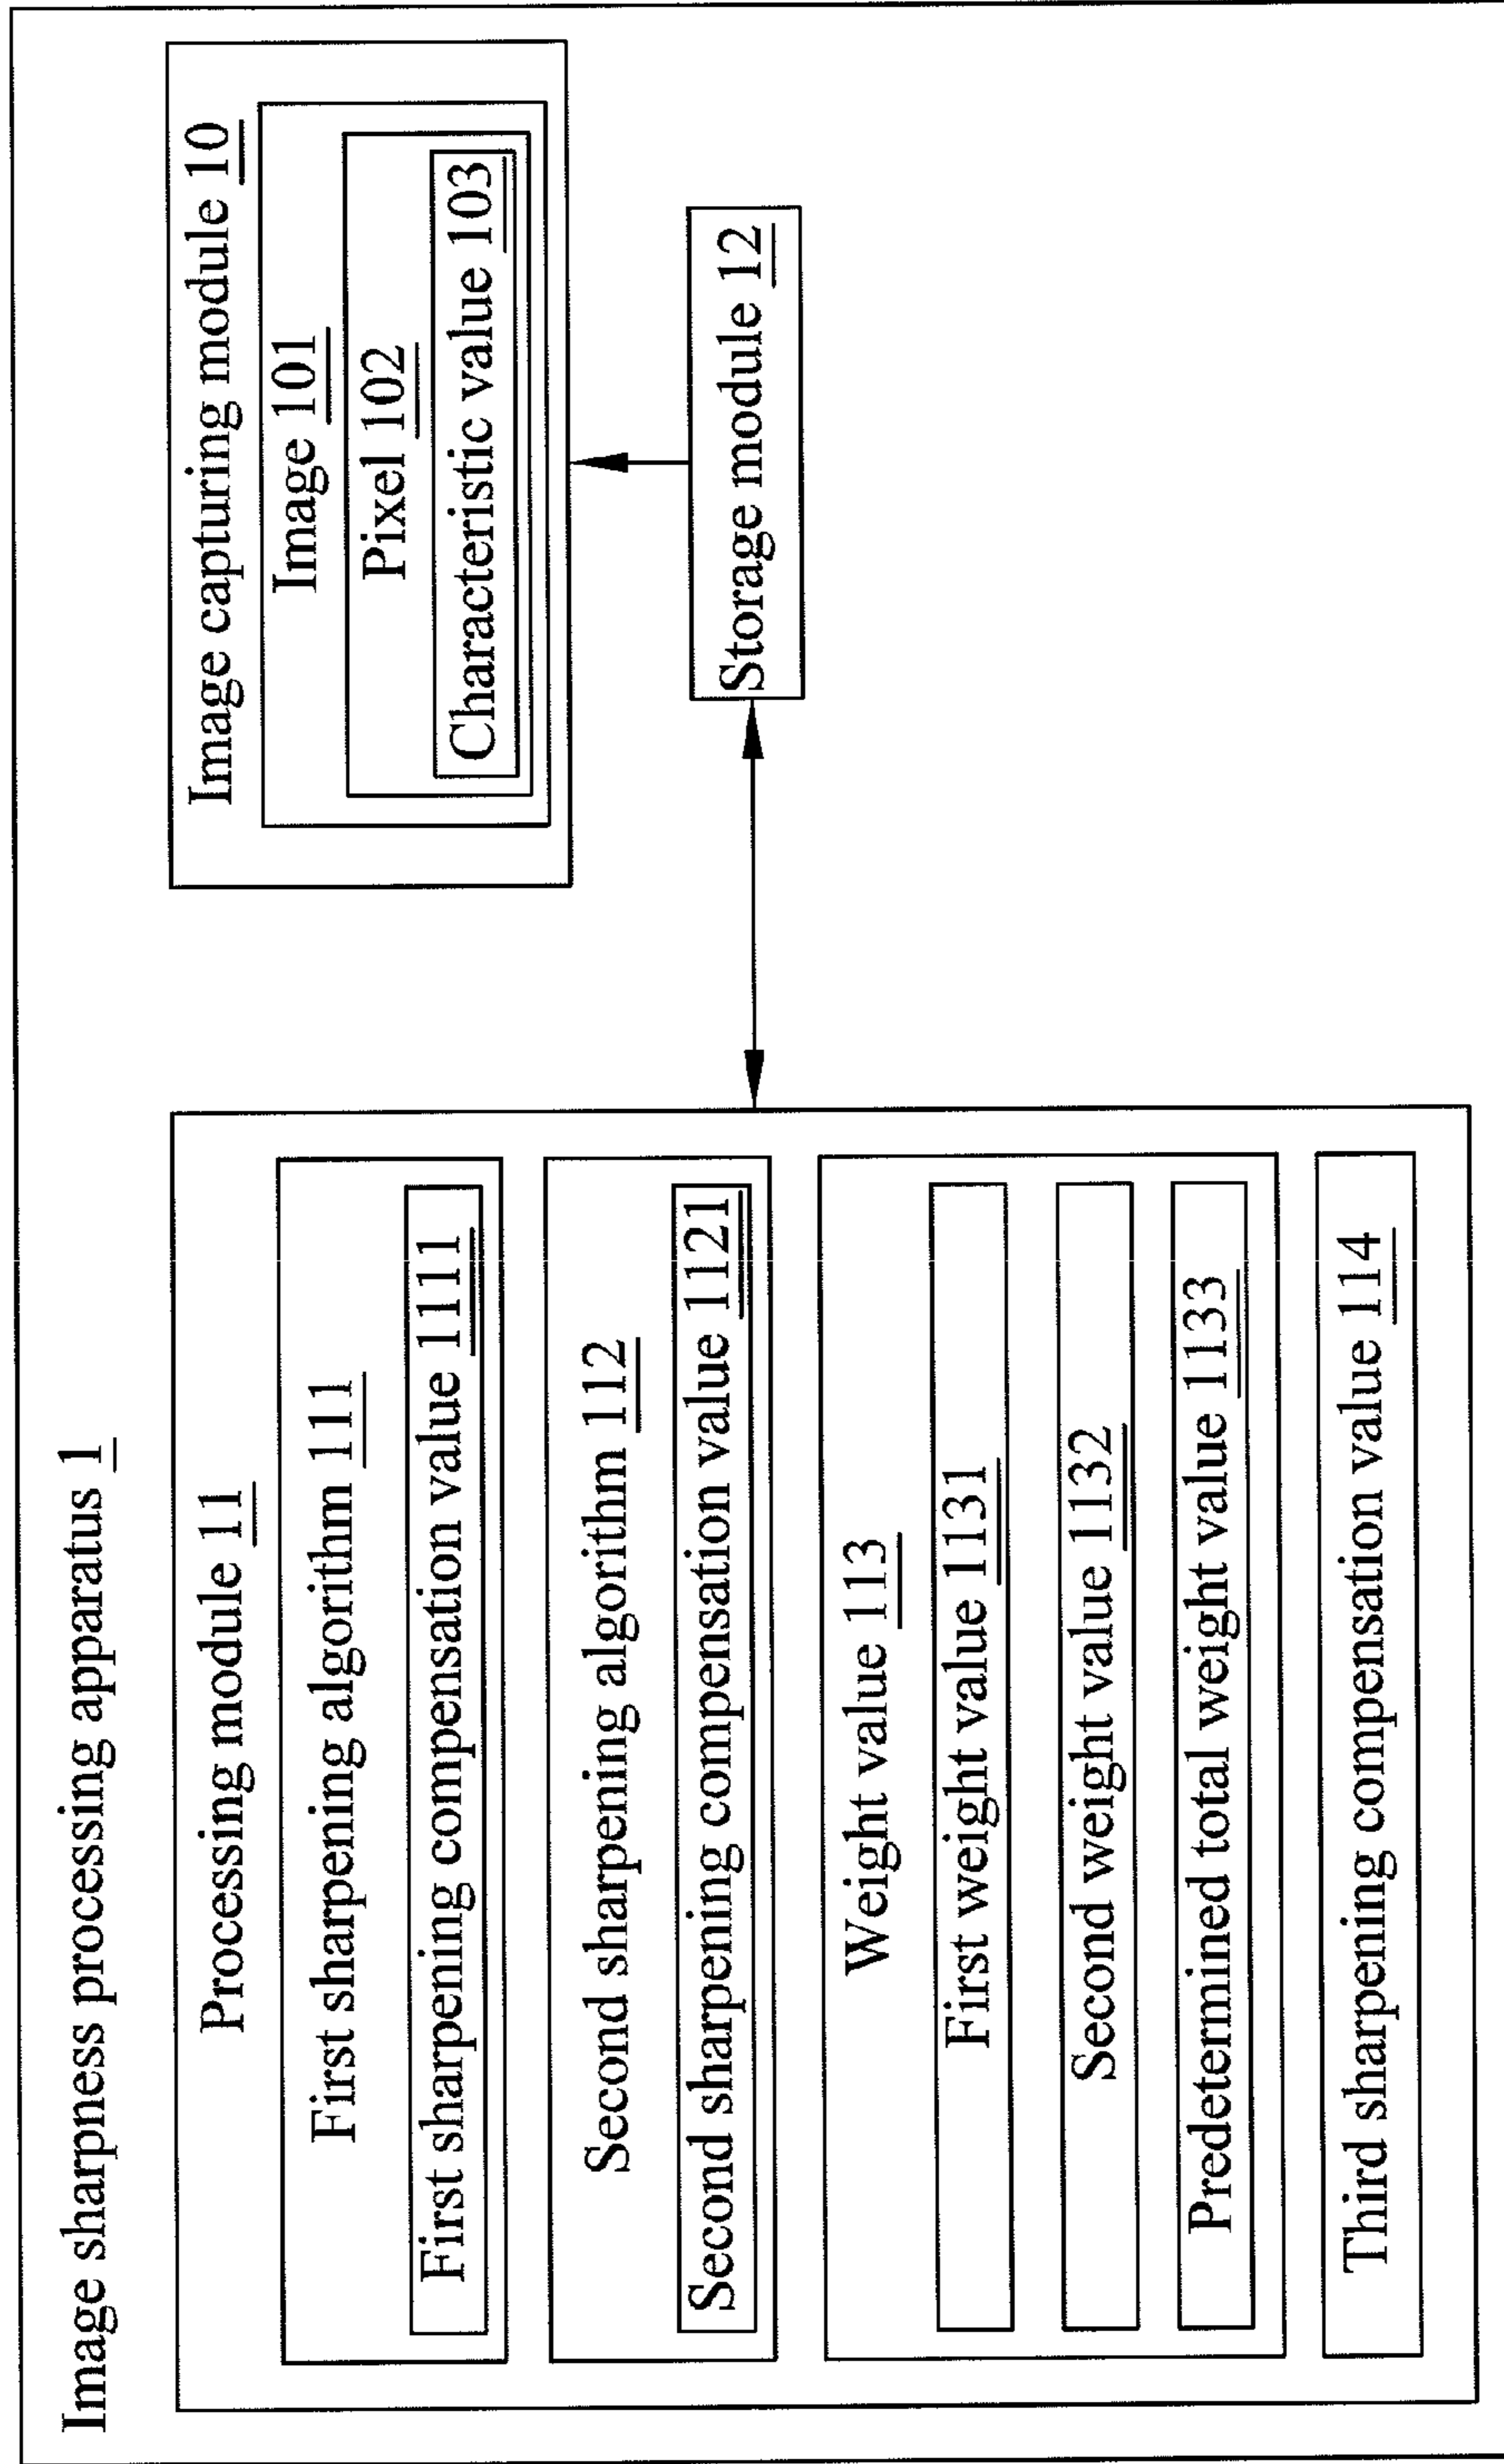 Image sharpness processing apparatus 1
Processing module 11
First sharpening algorithm 111
First sharpening compensation value 1111
Second sharpening algorithm 112
Second sharpening compensation value 1121
Weight value 113
First weight value 1131
Second weight value 1132
Predetermined total weight value 1133
Third sharpening compensation value 114
Image capturing module 10
Image 101
Pixel 102
Characteristic value 103
Storage module 12